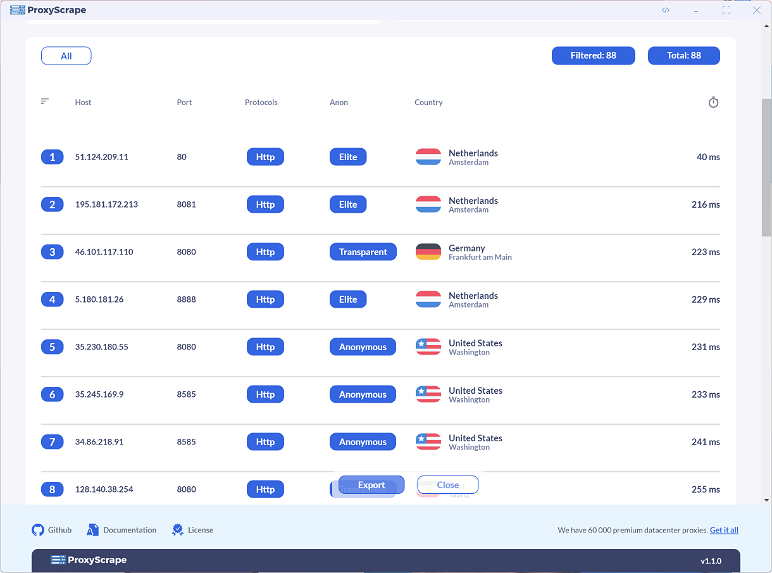 ProxyScrape
All
Filtered: 88
Total: 88
Host Port Protocols Anon Country
1 51.124.209.11 80 Http Elite Netherlands 40 ms
Amsterdam
2 195.181.172.213 8081 Http Elite Netherlands 216 ms
Amsterdam
3 46.101.117.110 8080 Http Transparent Germany 223 ms
Frankfurt am Main
4 5.180.181.26 8888 Http Elite Netherlands 229 ms
Amsterdam
5 35.230.180.55 8080 Http Anonymous United States 231 ms
Washington
6 35.245.169.9 8585 Http Anonymous United States 233 ms
Washington
7 34.86.218.91 8585 Http Anonymous United States 241 ms
Washington
8 128.140.38.254 8080 Http 255 ms
Export Close
Github Documentation License We have 60 000 premium datacenter proxies. Get it all
ProxyScrape v1.1.0